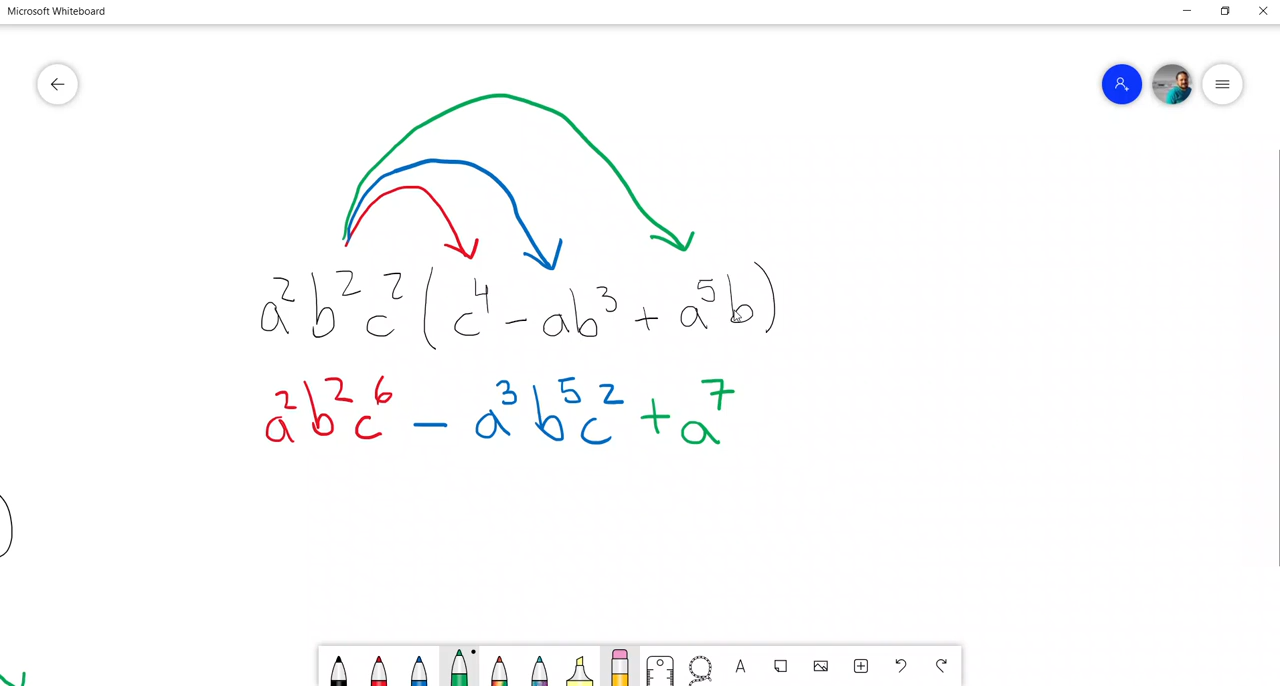 Microsoft Whiteboard
a²b²c²(c⁴ - ab³ + a⁵b)
a²b²c⁶ - a³b⁵c² + a⁷
A